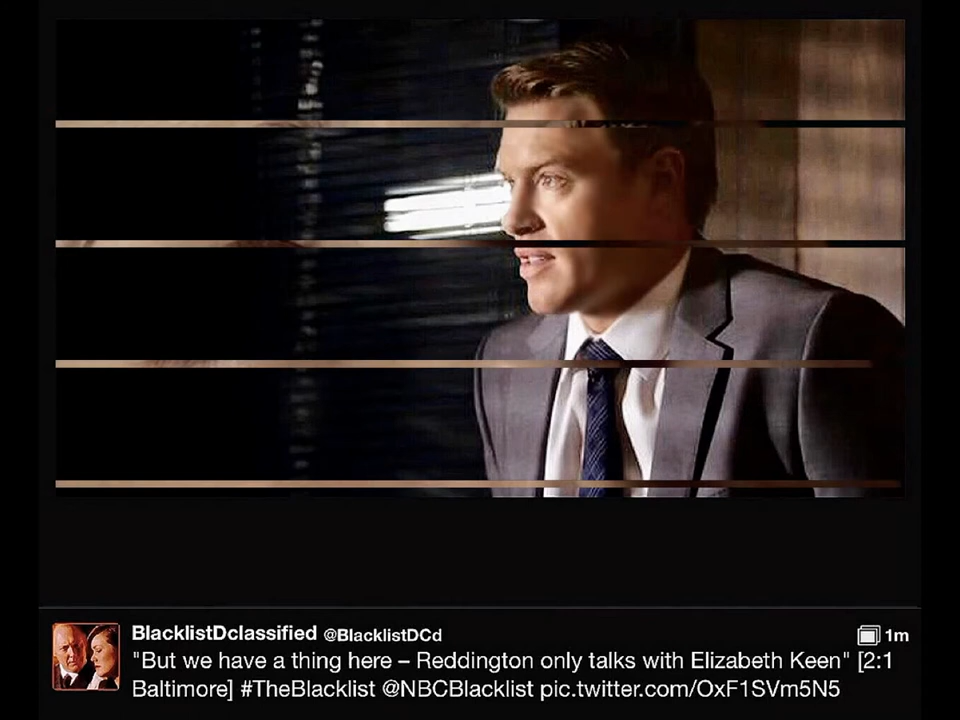 BlacklistDclassified @BlacklistDCd 1m
"But we have a thing here – Reddington only talks with Elizabeth Keen" [2:1
Baltimore] #TheBlacklist @NBCBlacklist pic.twitter.com/OxF1SVm5N5